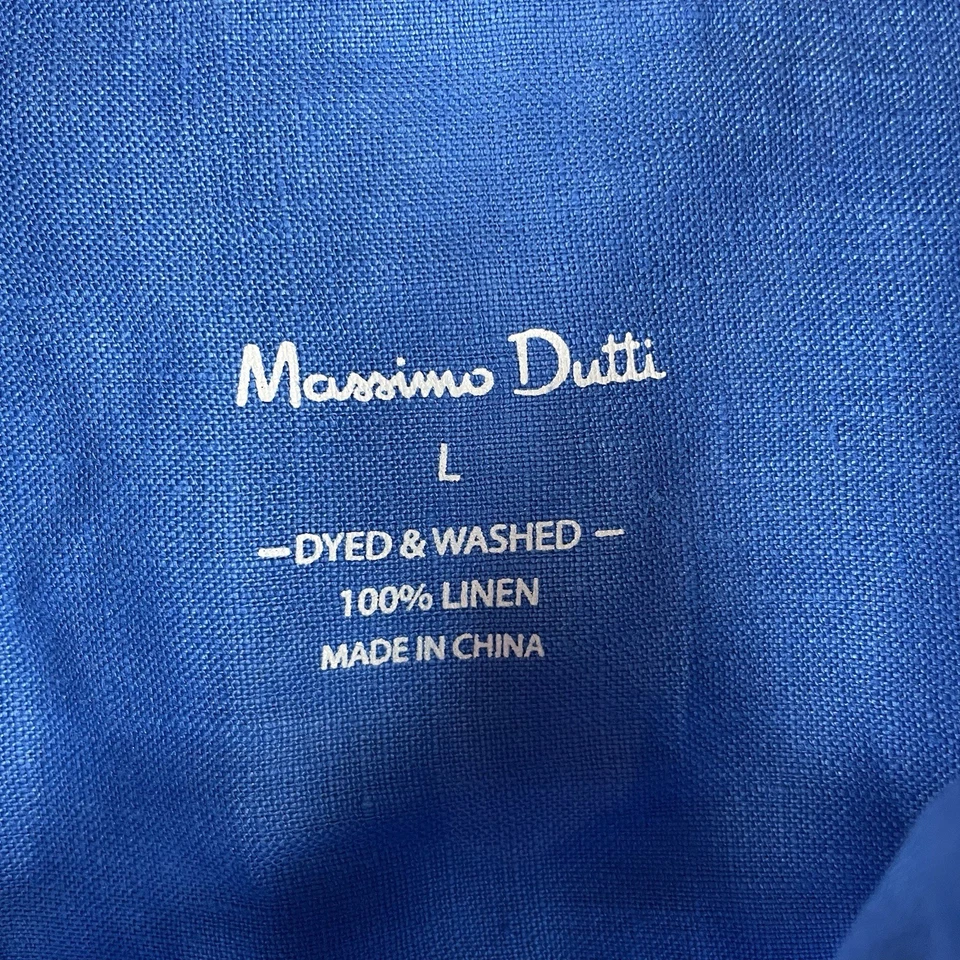 Massimo Dutti
L
— DYED & WASHED —
100% LINEN
MADE IN CHINA